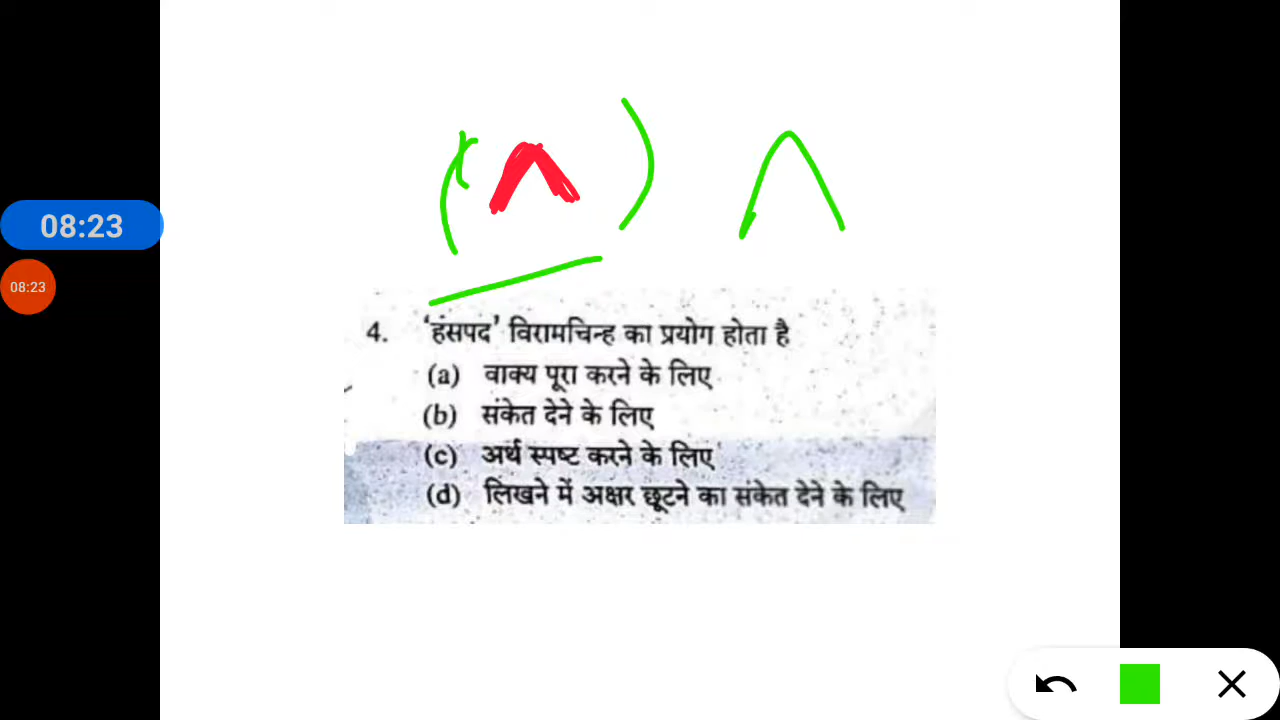 08:23
08:23
(^) ^
4. 'हंसपद' विरामचिन्ह का प्रयोग होता है
(a) वाक्य पूरा करने के लिए
(b) संकेत देने के लिए
(c) अर्थ स्पष्ट करने के लिए
(d) लिखने में अक्षर छूटने का संकेत देने के लिए